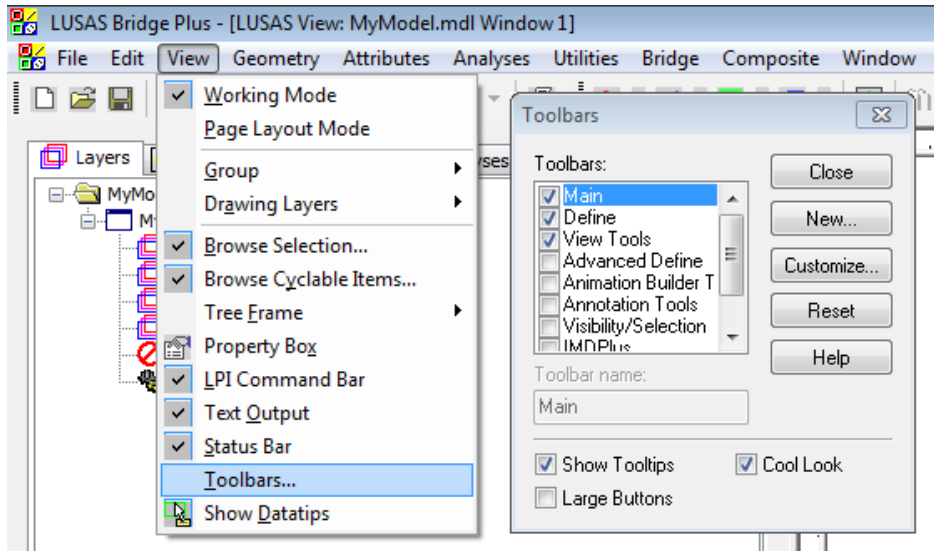 LUSAS Bridge Plus - [LUSAS View: MyModel.mdl Window 1]
File Edit View Geometry Attributes Analyses Utilities Bridge Composite Window
Layers
MyMo
Working Mode
Page Layout Mode
Group
Drawing Layers
Browse Selection...
Browse Cyclable Items...
Tree Frame
Property Box
LPI Command Bar
Text Output
Status Bar
Toolbars...
Show Datatips
Toolbars
Toolbars:
Main
Define
View Tools
Advanced Define
Animation Builder T
Annotation Tools
Visibility/Selection
IMDPlus
Close
New...
Customize...
Reset
Help
Toolbar name:
Main
Show Tooltips
Cool Look
Large Buttons